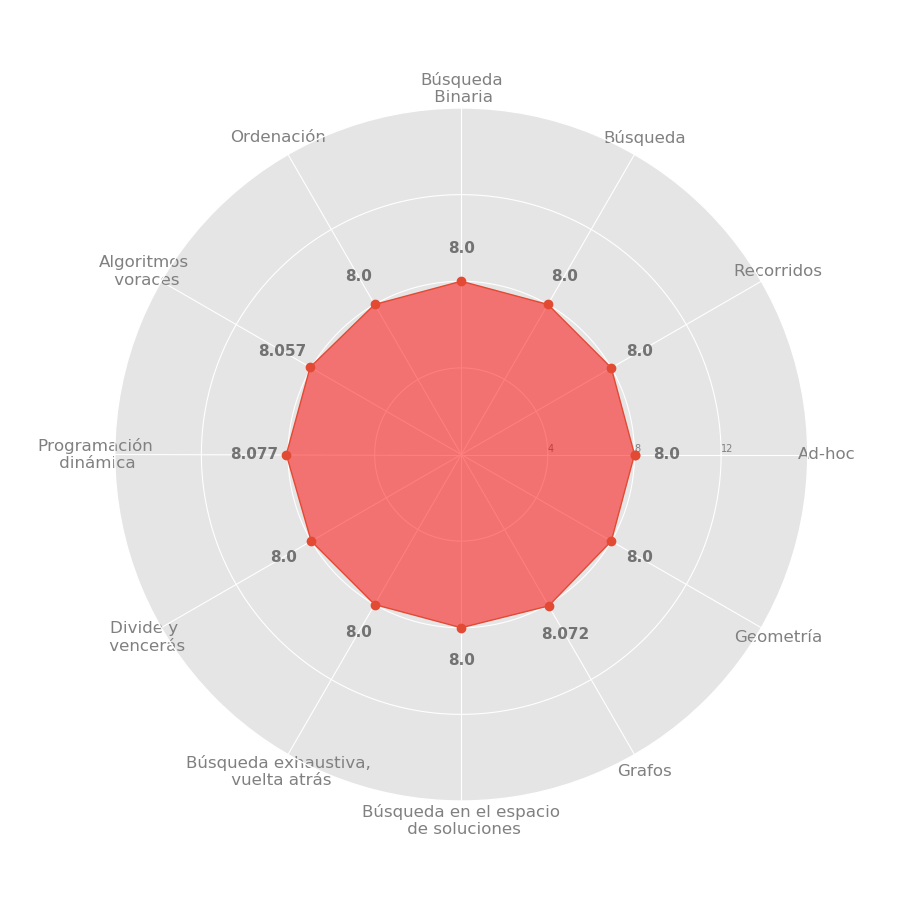 Búsqueda
Binaria
Ordenación
Búsqueda
8.0
Algoritmos
voraces
8.0
8.0
Recorridos
8.057
8.0
Programación
dinámica
8.077
4
8
12
8.0
Ad-hoc
8.0
8.0
Divide y
vencerás
8.0
8.072
Geometría
8.0
Búsqueda exhaustiva,
vuelta atrás
Grafos
Búsqueda en el espacio
de soluciones